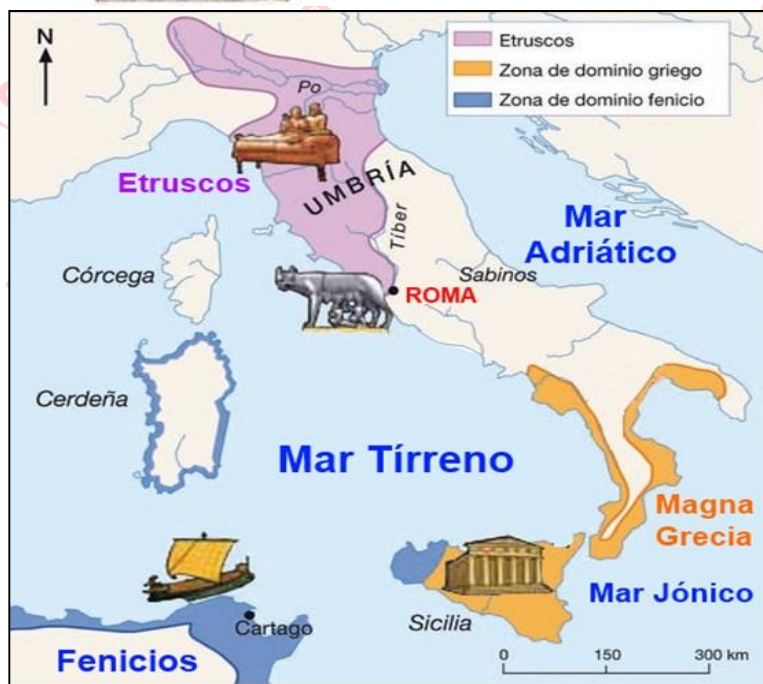 N
Etruscos
Zona de dominio griego
Zona de dominio fenicio
Po
Etruscos
UMBRÍA
Tíber
Mar
Adriático
Córcega
Sabinos
ROMA
Cerdeña
Mar Tírreno
Magna
Grecia
Mar Jónico
Cartago
Sicilia
Fenicios
0 150 300 km